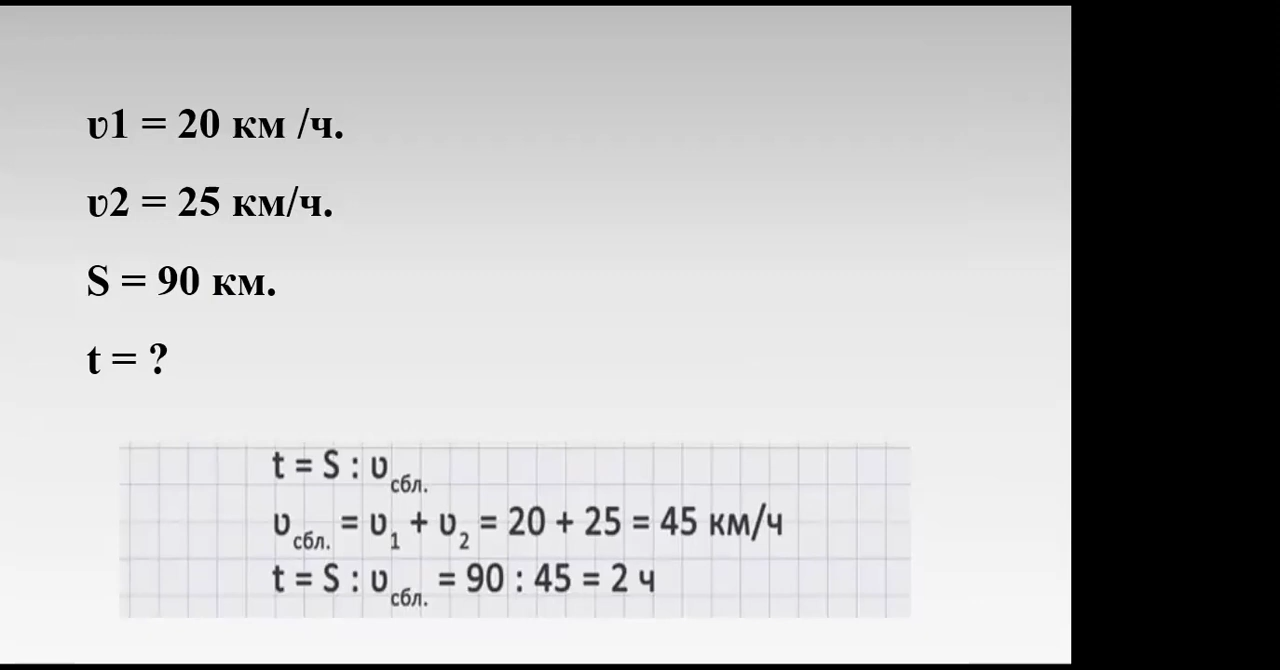 υ1 = 20 км /ч.
υ2 = 25 км/ч.
S = 90 км.
t = ?
t = S : υсбл.
υсбл. = υ1 + υ2 = 20 + 25 = 45 км/ч
t = S : υсбл. = 90 : 45 = 2 ч